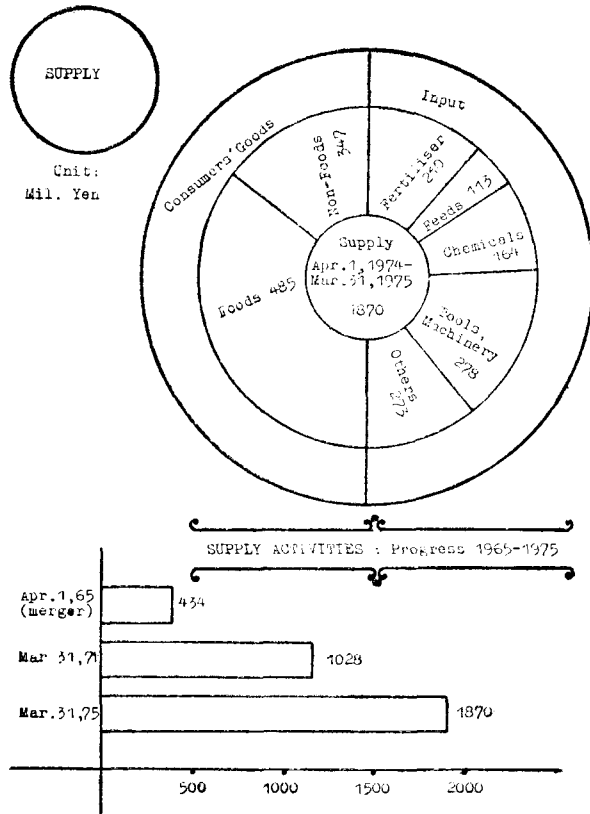 SUPPLY
Unit:
Mil. Yen
Input
Consumers' Goods
Non-Foods
347
Fertiliser
Feeds 113
Chemicals
164
Supply
Apr.1,1974-
Mar.31,1975
1870
Foods 485
Tools,
Machinery
278
Others
273
SUPPLY ACTIVITIES : Progress 1965-1975
Apr.1,65
(merger)
434
Mar 31,71
1028
Mar.31,75
1870
500 1000 1500 2000